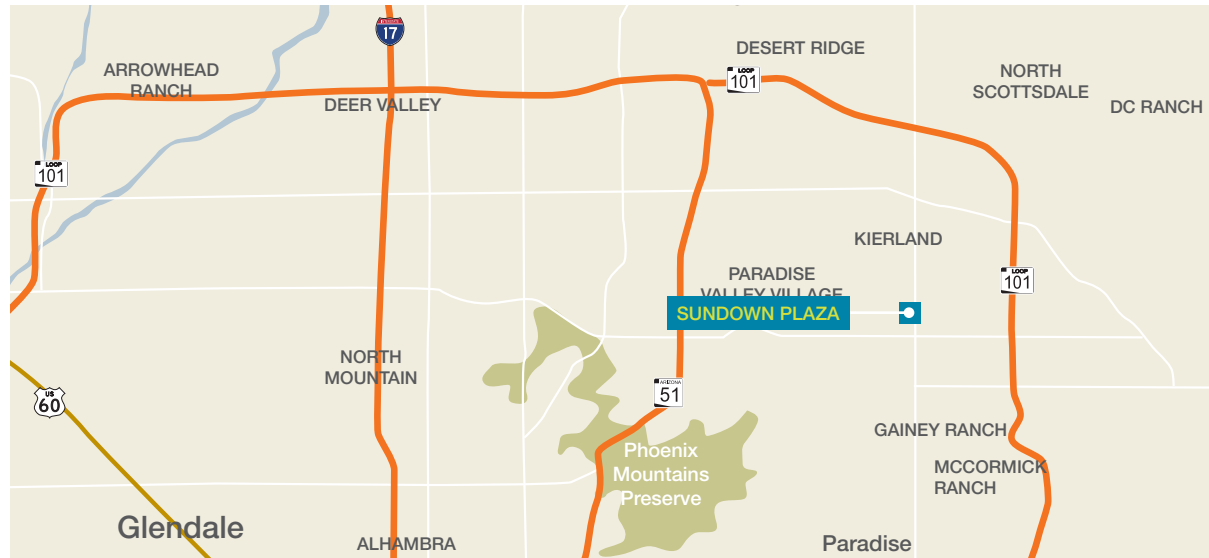 INTERSTATE
17
DESERT RIDGE
ARROWHEAD
RANCH
LOOP
101
NORTH
SCOTTSDALE
DEER VALLEY
DC RANCH
LOOP
101
KIERLAND
PARADISE
VALLEY VILLAGE
LOOP
101
SUNDOWN PLAZA
NORTH
MOUNTAIN
US
60
ARIZONA
51
GAINEY RANCH
Phoenix
Mountains
Preserve
MCCORMICK
RANCH
Glendale
ALHAMBRA
Paradise